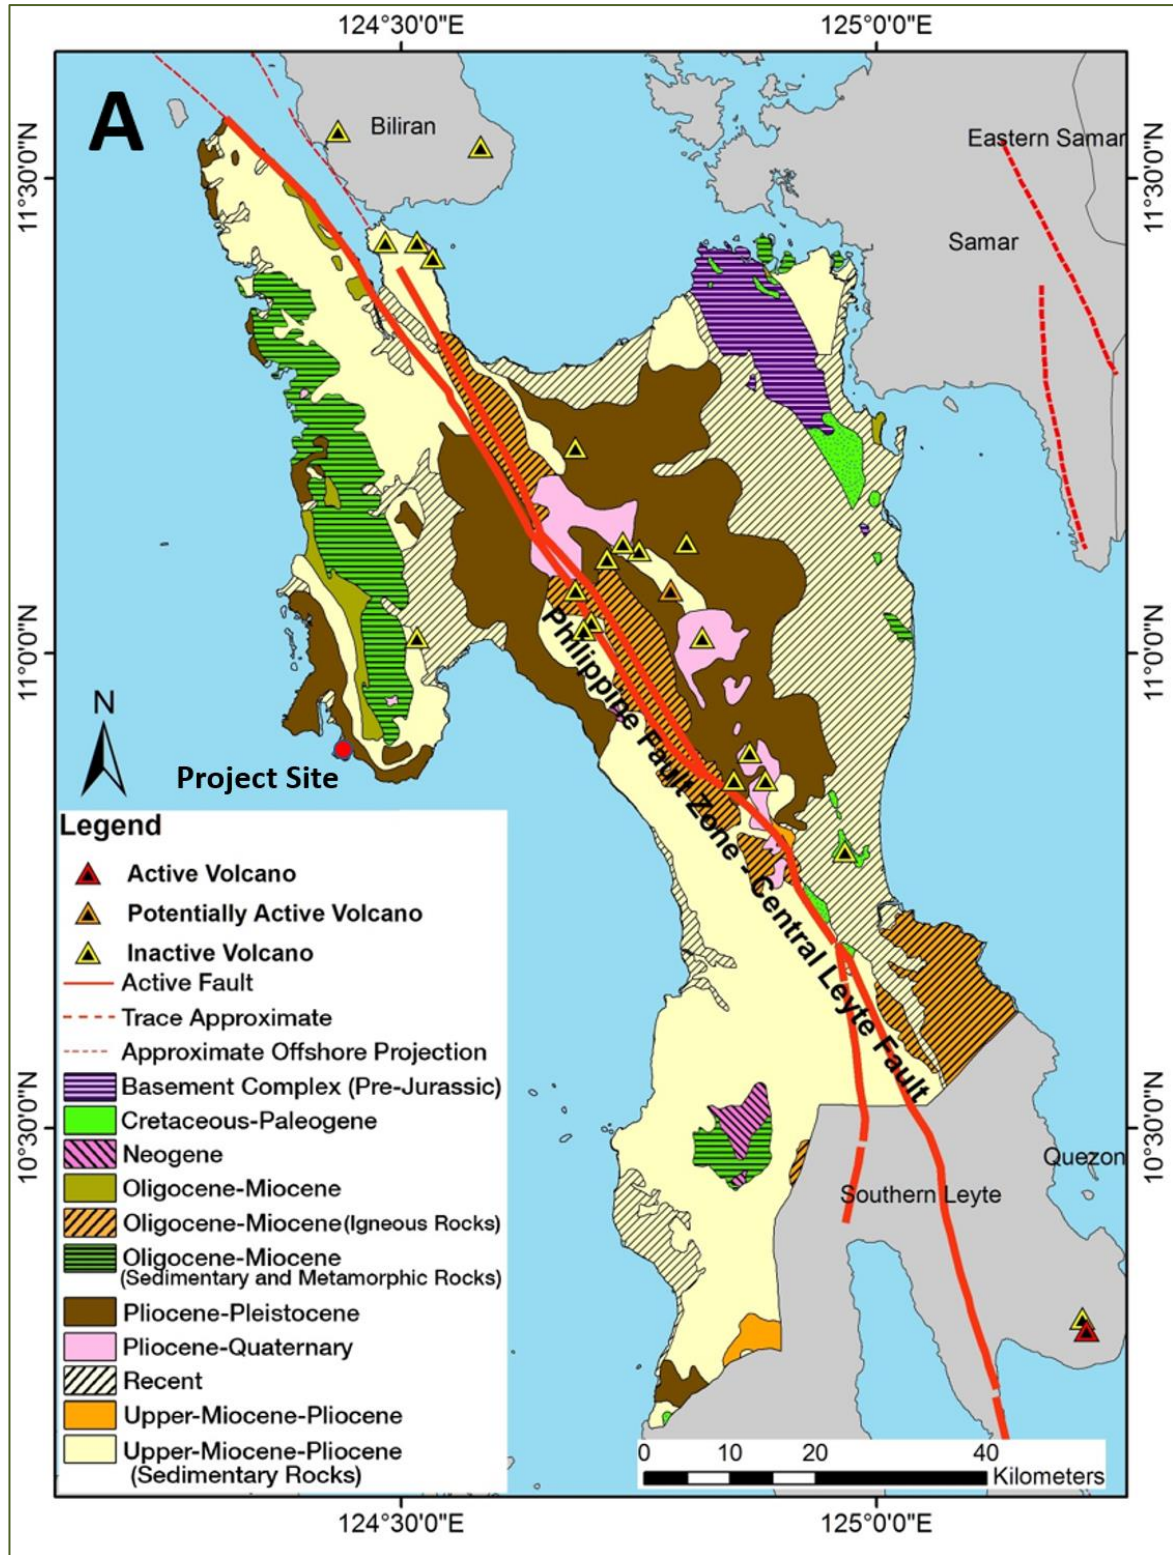 124°30'0"E
125°0'0"E
A
Biliran
Eastern Samar
11°30'0"N
11°30'0"N
Samar
11°0'0"N
11°0'0"N
Philippine Fault Zone - Central Leyte Fault
N
Project Site
Legend
Active Volcano
Potentially Active Volcano
Inactive Volcano
Active Fault
Trace Approximate
Approximate Offshore Projection
Basement Complex (Pre-Jurassic)
Cretaceous-Paleogene
Neogene
Oligocene-Miocene
Oligocene-Miocene (Igneous Rocks)
Oligocene-Miocene
(Sedimentary and Metamorphic Rocks)
Pliocene-Pleistocene
Pliocene-Quaternary
Recent
Upper-Miocene-Pliocene
Upper-Miocene-Pliocene
(Sedimentary Rocks)
10°30'0"N
10°30'0"N
Quezon
Southern Leyte
0 10 20 40
Kilometers
124°30'0"E
125°0'0"E